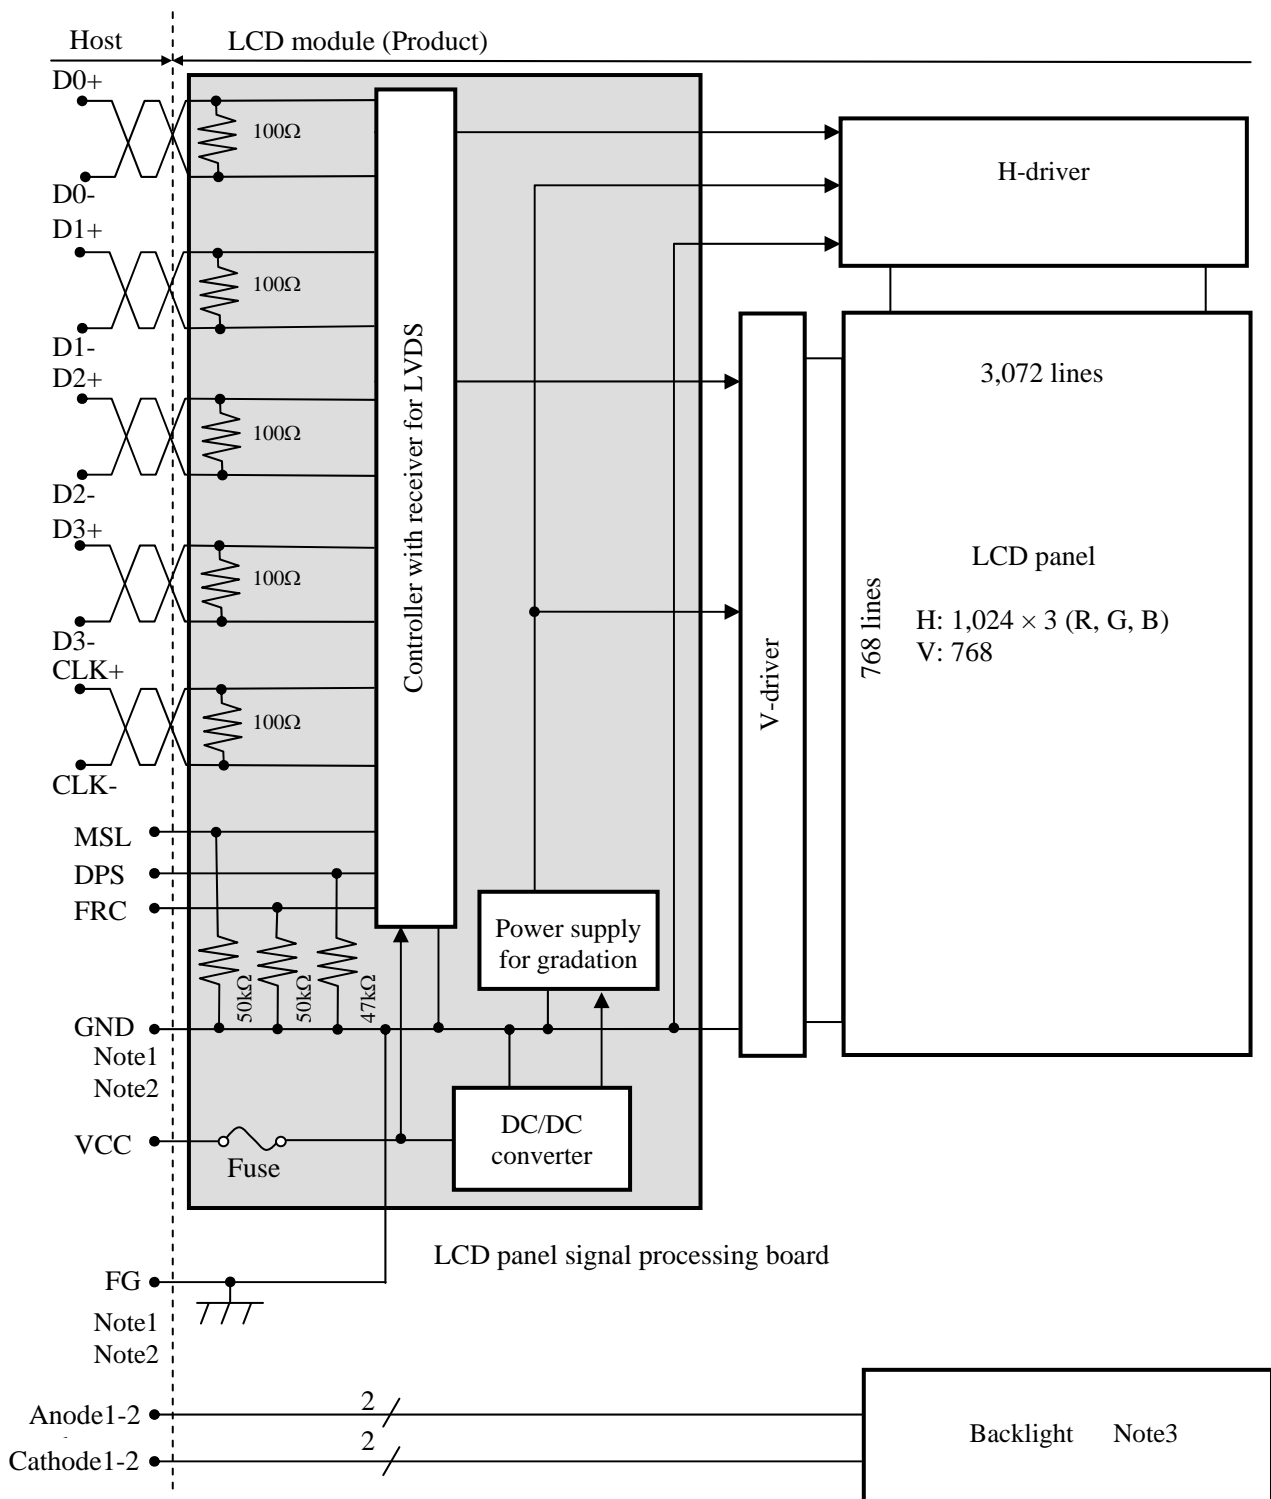 Host
LCD module (Product)
D0+
100Ω
D0-
H-driver
D1+
100Ω
D1-
D2+
100Ω
D2-
D3+
100Ω
D3-
CLK+
100Ω
CLK-
Controller with receiver for LVDS
3,072 lines
768 lines
LCD panel
H: 1,024 × 3 (R, G, B)
V: 768
V-driver
MSL
DPS
FRC
50kΩ
50kΩ
47kΩ
Power supply
for gradation
GND
Note1
Note2
VCC
Fuse
DC/DC
converter
LCD panel signal processing board
FG
Note1
Note2
Anode1-2
2
Cathode1-2
2
Backlight Note3